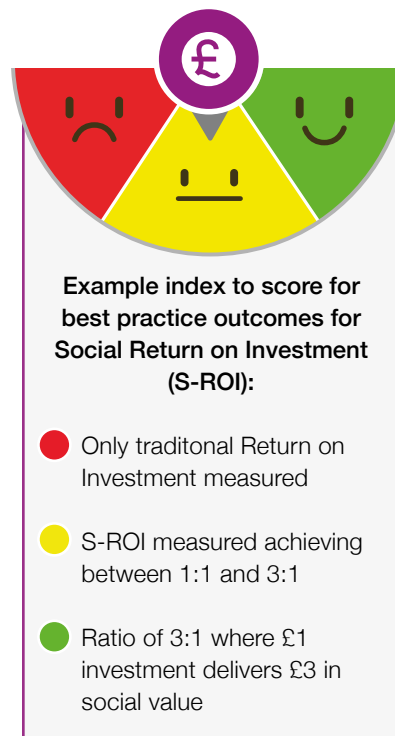 £
Example index to score for
best practice outcomes for
Social Return on Investment
(S-ROI):
Only traditonal Return on
Investment measured
S-ROI measured achieving
between 1:1 and 3:1
Ratio of 3:1 where £1
investment delivers £3 in
social value